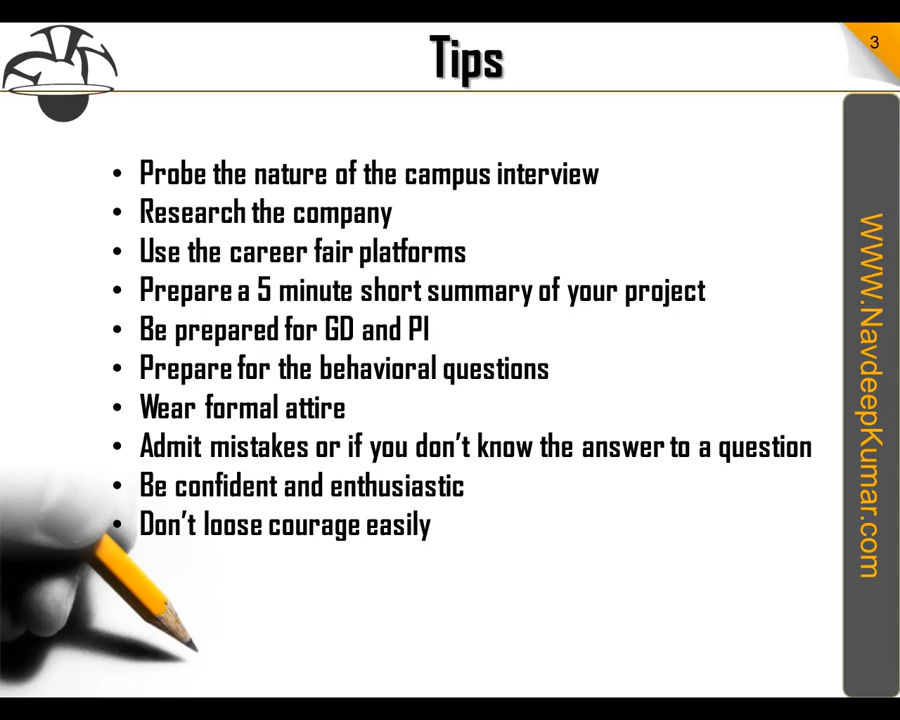 Tips
3
• Probe the nature of the campus interview
• Research the company
• Use the career fair platforms
• Prepare a 5 minute short summary of your project
• Be prepared for GD and PI
• Prepare for the behavioral questions
• Wear formal attire
• Admit mistakes or if you don't know the answer to a question
• Be confident and enthusiastic
• Don't loose courage easily
WWW.NavdeepKumar.com